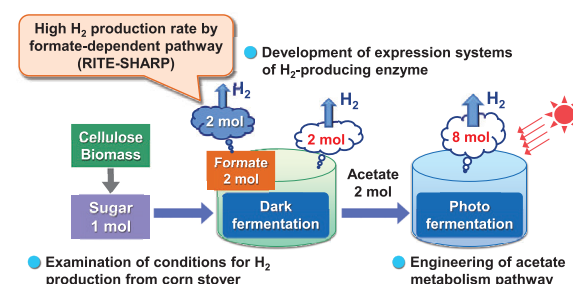 High H₂ production rate by
formate-dependent pathway
(RITE-SHARP)
Development of expression systems
of H₂-producing enzyme
H₂
2 mol
H₂
2 mol
H₂
8 mol
Cellulose
Biomass
Formate
2 mol
Sugar
1 mol
Dark
fermentation
Acetate
2 mol
Photo
fermentation
Examination of conditions for H₂
production from corn stover
Engineering of acetate
metabolism pathway